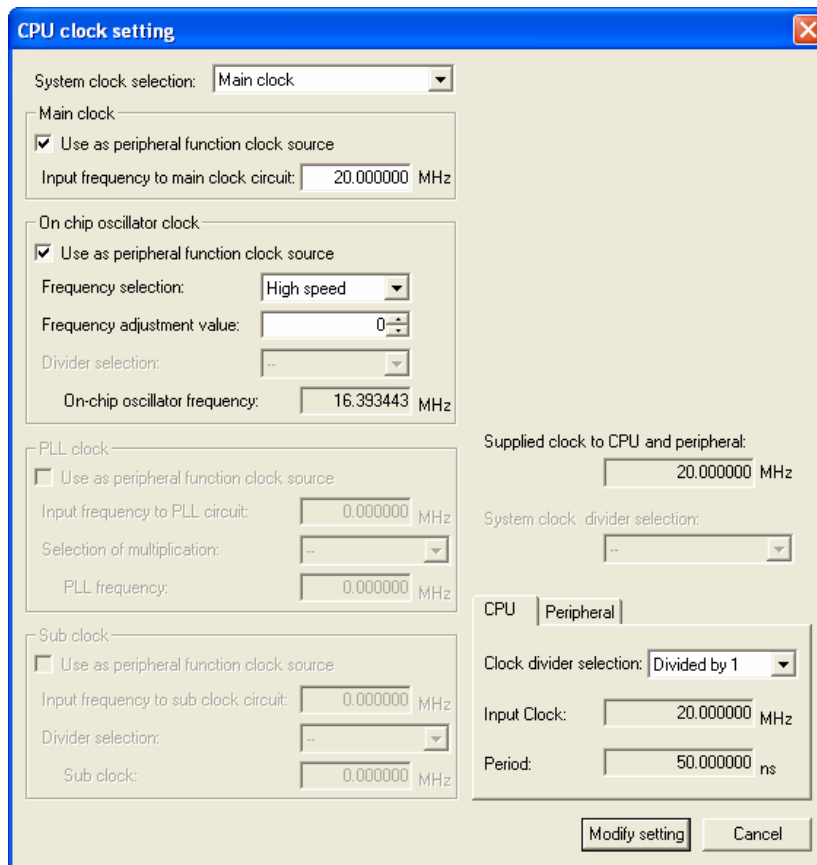 CPU clock setting
System clock selection: Main clock
Main clock
Use as peripheral function clock source
Input frequency to main clock circuit: 20.000000 MHz
On chip oscillator clock
Use as peripheral function clock source
Frequency selection: High speed
Frequency adjustment value: 0
Divider selection: --
On-chip oscillator frequency: 16.393443 MHz
PLL clock
Use as peripheral function clock source
Input frequency to PLL circuit: 0.000000 MHz
Selection of multiplication: --
PLL frequency: 0.000000 MHz
Sub clock
Use as peripheral function clock source
Input frequency to sub clock circuit: 0.000000 MHz
Divider selection: --
Sub clock: 0.000000 MHz
Supplied clock to CPU and peripheral:
20.000000 MHz
System clock divider selection:
--
CPU Peripheral
Clock divider selection: Divided by 1
Input Clock: 20.000000 MHz
Period: 50.000000 ns
Modify setting Cancel